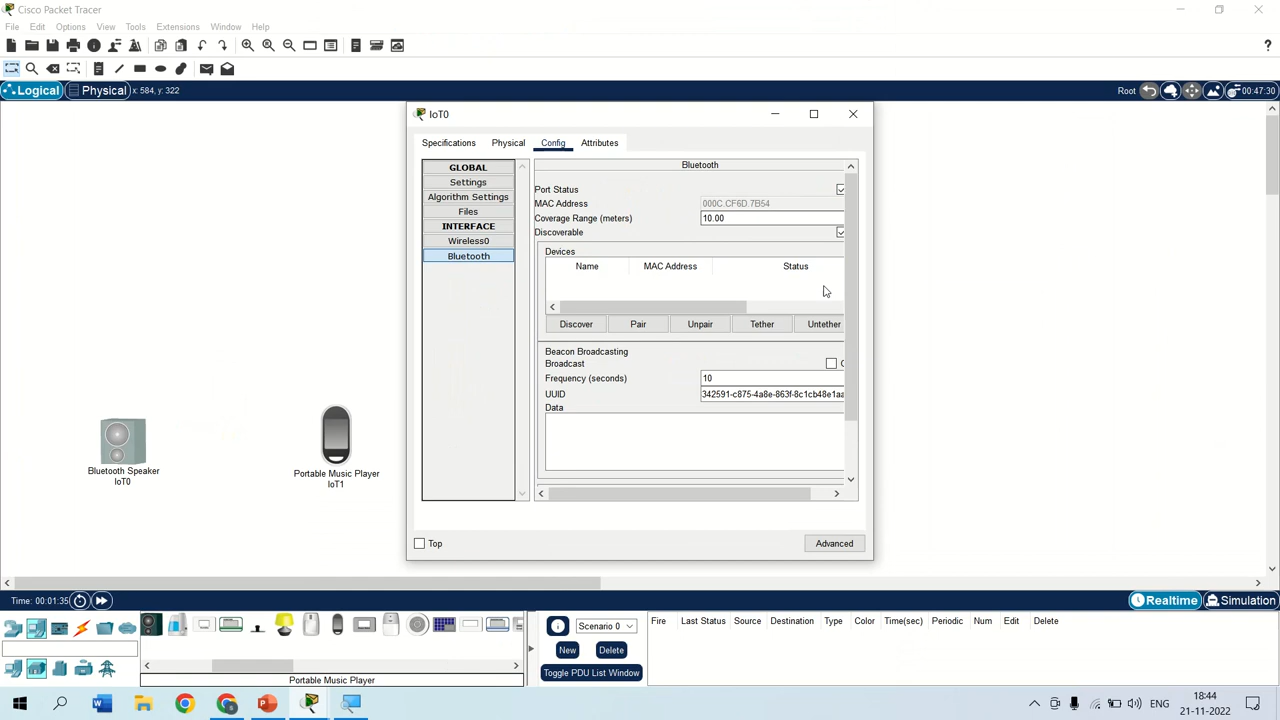 Cisco Packet Tracer
File Edit Options View Tools Extensions Window Help
Logical Physical x: 584, y: 322 Root 00:47:30
IoT0
Specifications Physical Config Attributes
GLOBAL
Settings
Algorithm Settings
Files
INTERFACE
Wireless0
Bluetooth
Bluetooth
Port Status
MAC Address 000C.CF6D.7B54
Coverage Range (meters) 10.00
Discoverable
Devices
Name MAC Address Status
Discover Pair Unpair Tether Untether
Beacon Broadcasting
Broadcast
Frequency (seconds) 10
UUID 342591-c875-4a8e-863f-8c1cb48e1aa
Data
Top Advanced
Bluetooth Speaker
IoT0
Portable Music Player
IoT1
Time: 00:01:35 Realtime Simulation
Scenario 0
New Delete
Toggle PDU List Window
Fire Last Status Source Destination Type Color Time(sec) Periodic Num Edit Delete
Portable Music Player
ENG
18:44
21-11-2022